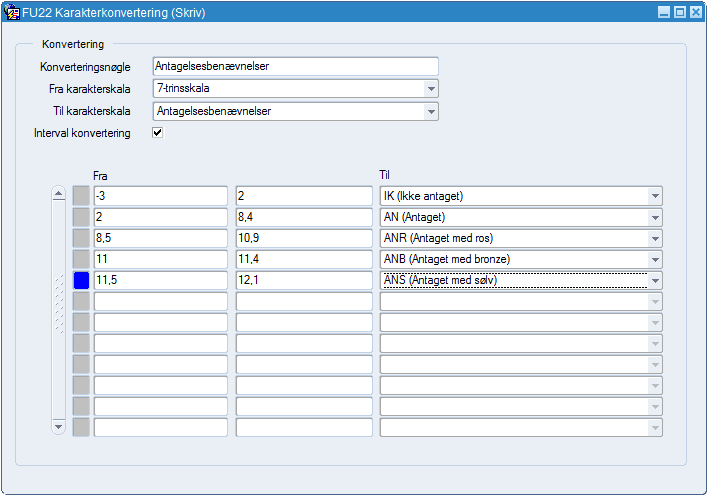 FU22 Karakterkonvertering (Skriv)
Konvertering
Konverteringsnøgle Antagelsesbenævnelser
Fra karakterskala 7-trinsskala
Til karakterskala Antagelsesbenævnelser
Interval konvertering
Fra Til
-3 2 IK (Ikke antaget)
2 8,4 AN (Antaget)
8,5 10,9 ANR (Antaget med ros)
11 11,4 ANB (Antaget med bronze)
11,5 12,1 ANS (Antaget med sølv)